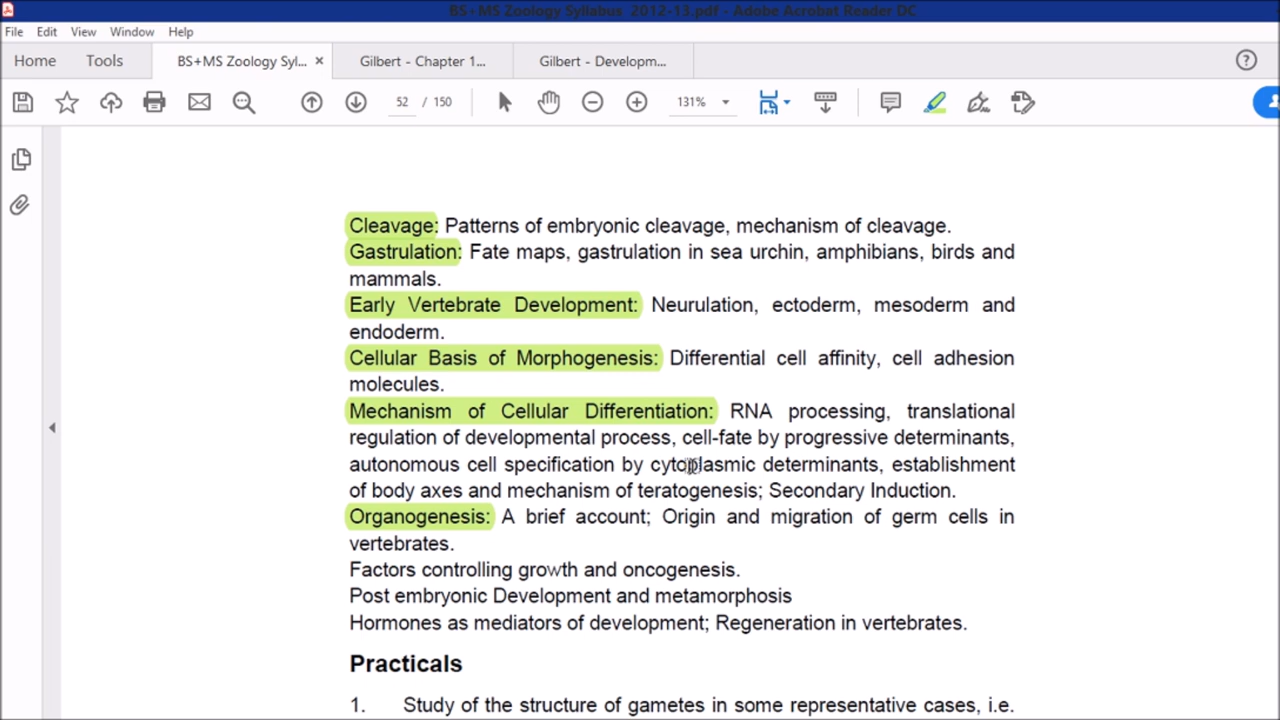 BS+MS Zoology Syllabus 2012-13.pdf - Adobe Acrobat Reader DC
File Edit View Window Help
Home Tools BS+MS Zoology Syl... × Gilbert - Chapter 1... Gilbert - Developm... ?
52 / 150 131%
Cleavage: Patterns of embryonic cleavage, mechanism of cleavage.
Gastrulation: Fate maps, gastrulation in sea urchin, amphibians, birds and
mammals.
Early Vertebrate Development: Neurulation, ectoderm, mesoderm and
endoderm.
Cellular Basis of Morphogenesis: Differential cell affinity, cell adhesion
molecules.
Mechanism of Cellular Differentiation: RNA processing, translational
regulation of developmental process, cell-fate by progressive determinants,
autonomous cell specification by cytoplasmic determinants, establishment
of body axes and mechanism of teratogenesis; Secondary Induction.
Organogenesis: A brief account; Origin and migration of germ cells in
vertebrates.
Factors controlling growth and oncogenesis.
Post embryonic Development and metamorphosis
Hormones as mediators of development; Regeneration in vertebrates.
Practicals
1. Study of the structure of gametes in some representative cases, i.e.